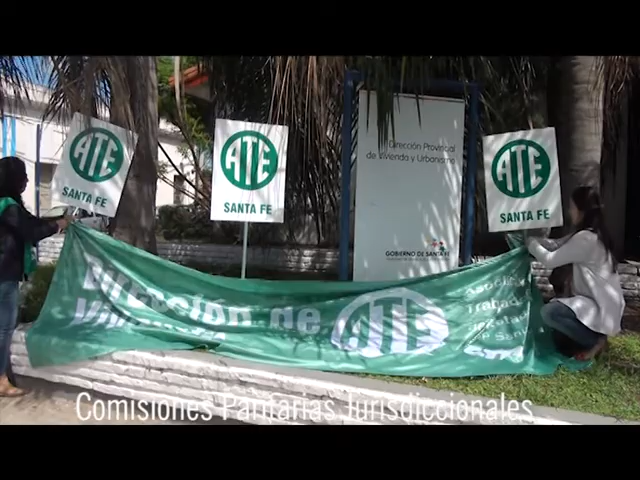 ATE
SANTA FE
ATE
SANTA FE
Dirección Provincial
de Vivienda y Urbanismo
GOBIERNO DE SANTA FE
ATE
SANTA FE
Dirección de
ATE
Comisiones Paritarias Jurisdiccionales